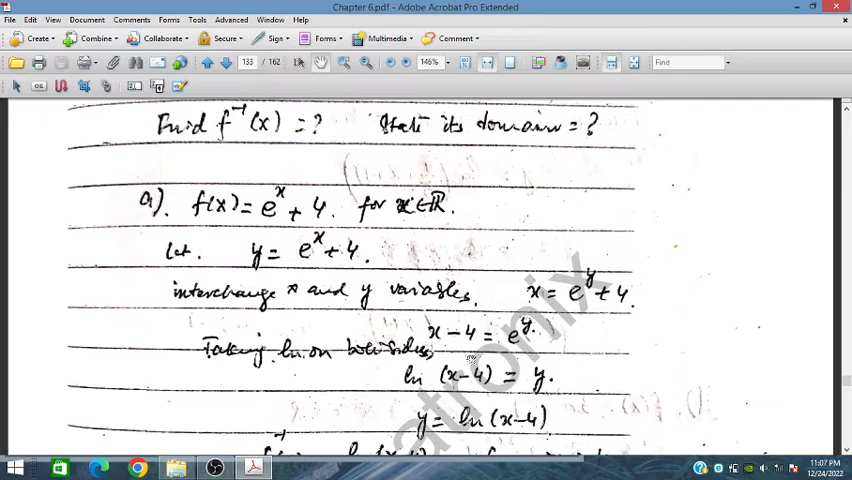 Chapter 6.pdf - Adobe Acrobat Pro Extended
File Edit View Document Comments Forms Tools Advanced Window Help
Create Combine Collaborate Secure Sign Forms Multimedia Comment
133 / 162 146% Find
Find f⁻¹(x) = ? State its domain = ?
a). f(x) = eˣ + 4. for x∈ℝ.
Let. y = eˣ + 4.
interchange x and y variables. x = eʸ + 4.
x - 4 = eʸ.
Taking ln on both sides,
ln (x-4) = y.
y = ln (x-4)
atronix
11:07 PM
12/24/2022